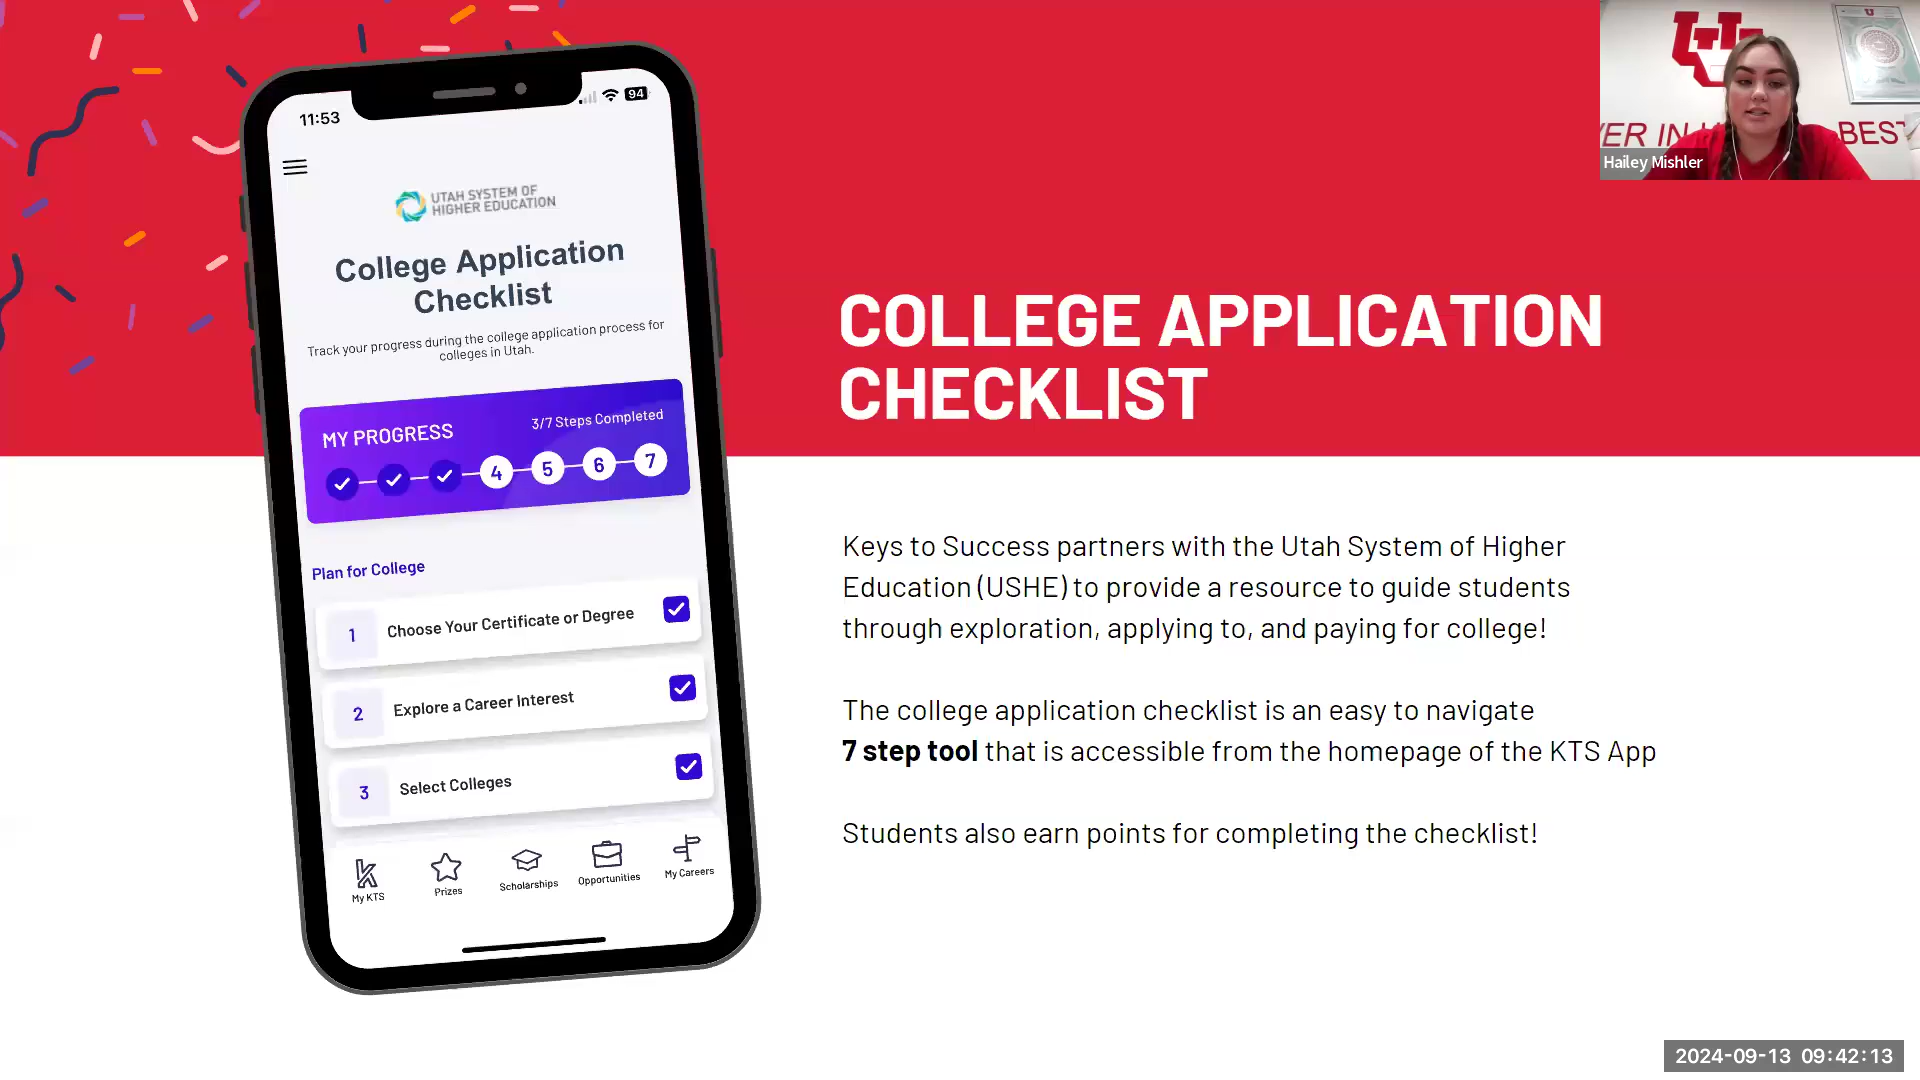 11:53
94
UTAH SYSTEM OF
HIGHER EDUCATION
College Application
Checklist
Track your progress during the college application process for
colleges in Utah.
MY PROGRESS
3/7 Steps Completed
4
5
6
7
Plan for College
1
Choose Your Certificate or Degree
2
Explore a Career Interest
3
Select Colleges
My KTS
Prizes
Scholarships
Opportunities
My Careers
COLLEGE APPLICATION
CHECKLIST
Keys to Success partners with the Utah System of Higher
Education (USHE) to provide a resource to guide students
through exploration, applying to, and paying for college!
The college application checklist is an easy to navigate
7 step tool that is accessible from the homepage of the KTS App
Students also earn points for completing the checklist!
IN BEST
Hailey Mishler
2024-09-13 09:42:13